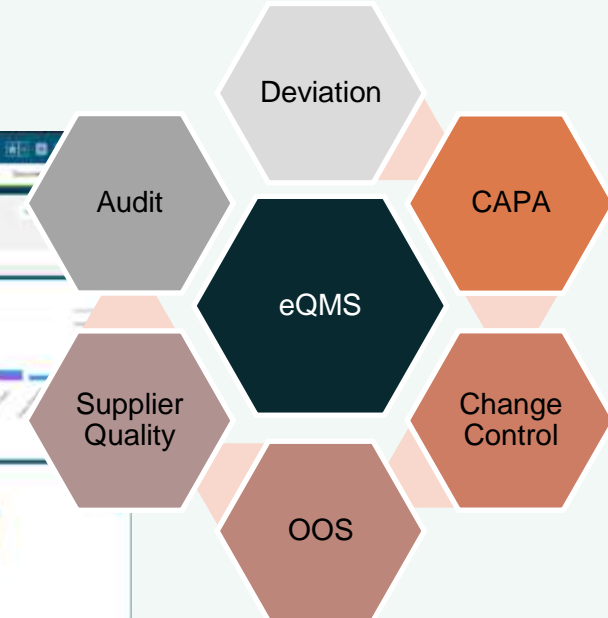 Deviation
Audit
CAPA
eQMS
Supplier
Quality
Change
Control
OOS